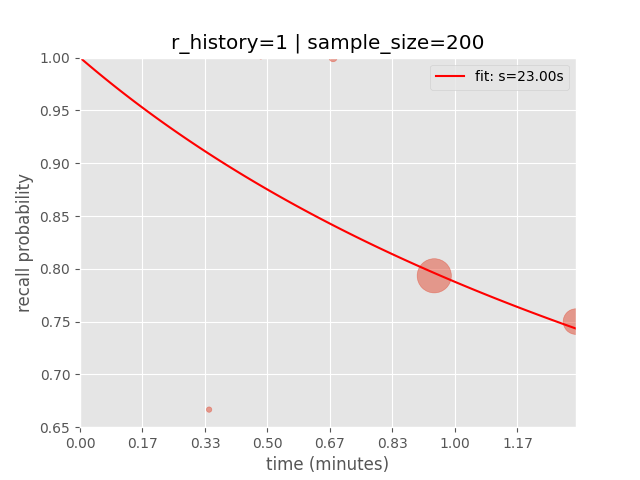 r_history=1 | sample_size=200
fit: s=23.00s
1.00
0.95
0.90
0.85
0.80
0.75
0.70
0.65
recall probability
0.00 0.17 0.33 0.50 0.67 0.83 1.00 1.17
time (minutes)